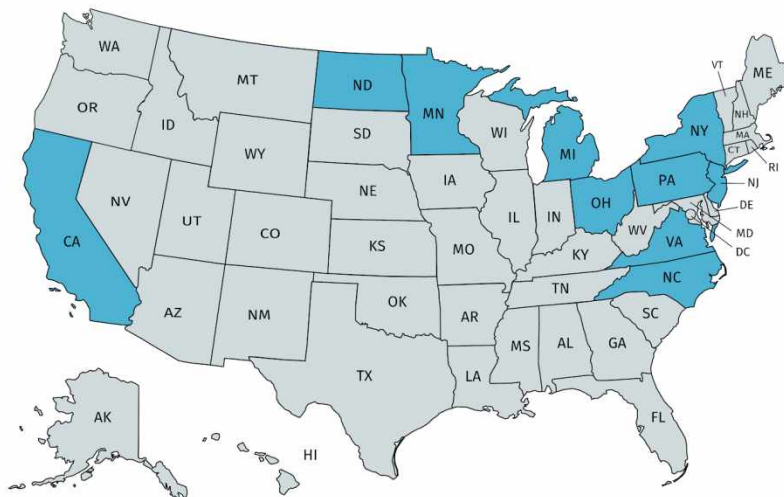 WA
MT
ND
MN
OR
ID
WY
SD
WI
MI
VT
ME
NH
NY
MA
CT
RI
NV
UT
CO
NE
IA
IL
IN
OH
PA
NJ
DE
MD
DC
WV
VA
CA
KS
MO
KY
NC
AZ
NM
OK
AR
TN
SC
TX
LA
MS
AL
GA
FL
AK
HI